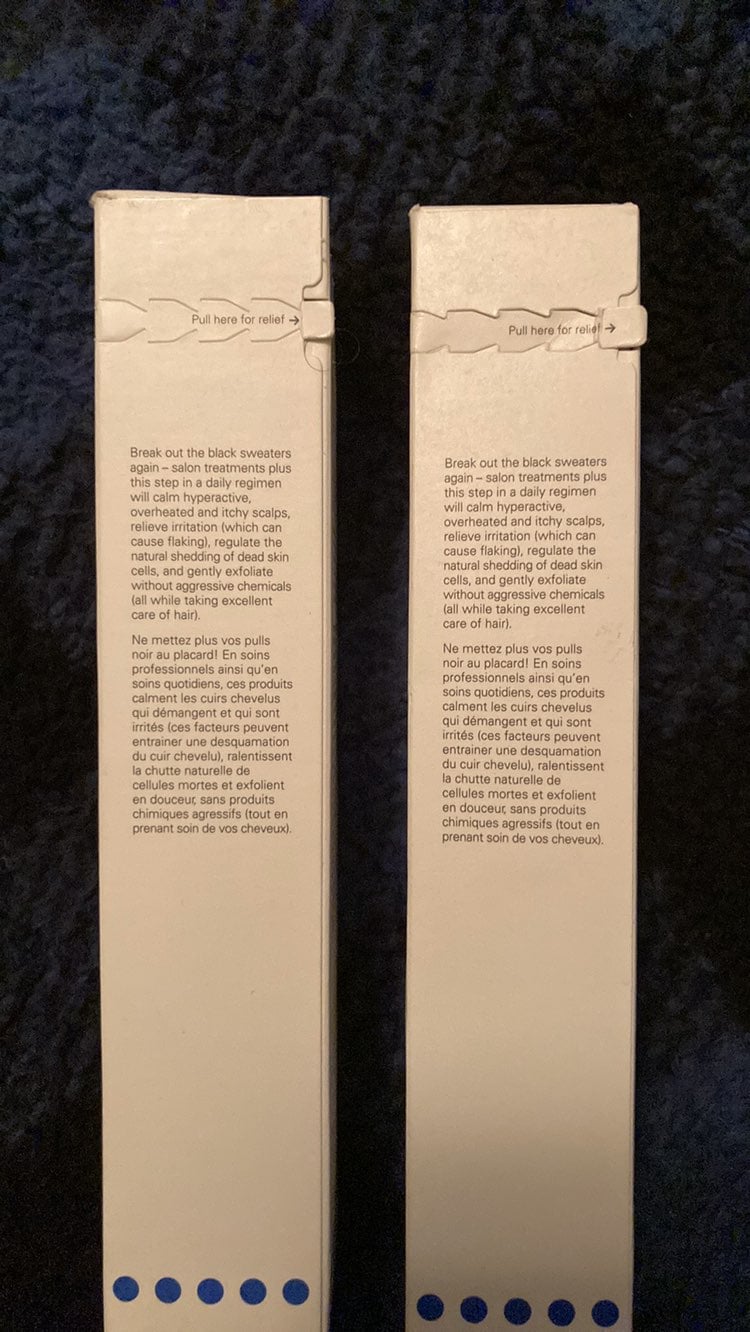 Pull here for relief →
Break out the black sweaters
again – salon treatments plus
this step in a daily regimen
will calm hyperactive,
overheated and itchy scalps,
relieve irritation (which can
cause flaking), regulate the
natural shedding of dead skin
cells, and gently exfoliate
without aggressive chemicals
(all while taking excellent
care of hair).
Ne mettez plus vos pulls
noir au placard! En soins
professionnels ainsi qu'en
soins quotidiens, ces produits
calment les cuirs chevelus
qui démangent et qui sont
irrités (ces facteurs peuvent
entrainer une desquamation
du cuir chevelu), ralentissent
la chutte naturelle de
cellules mortes et exfolient
en douceur, sans produits
chimiques agressifs (tout en
prenant soin de vos cheveux).
Pull here for relief →
Break out the black sweaters
again – salon treatments plus
this step in a daily regimen
will calm hyperactive,
overheated and itchy scalps,
relieve irritation (which can
cause flaking), regulate the
natural shedding of dead skin
cells, and gently exfoliate
without aggressive chemicals
(all while taking excellent
care of hair).
Ne mettez plus vos pulls
noir au placard! En soins
professionnels ainsi qu'en
soins quotidiens, ces produits
calment les cuirs chevelus
qui démangent et qui sont
irrités (ces facteurs peuvent
entrainer une desquamation
du cuir chevelu), ralentissent
la chutte naturelle de
cellules mortes et exfolient
en douceur, sans produits
chimiques agressifs (tout en
prenant soin de vos cheveux).